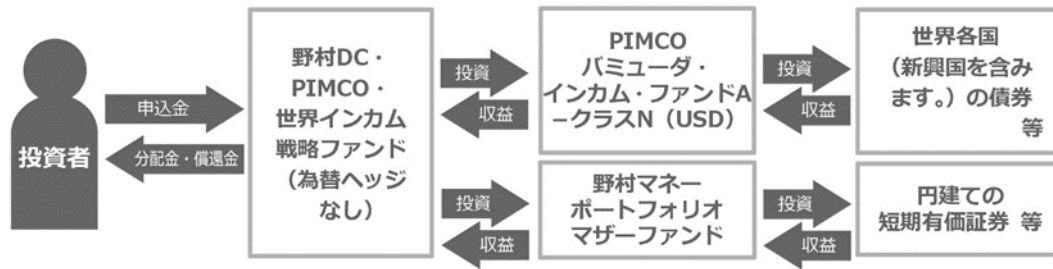 投資者
申込金
分配金・償還金
野村DC・
PIMCO・
世界インカム
戦略ファンド
（為替ヘッジ
なし）
投資
収益
PIMCO
バミューダ・
インカム・ファンドA
－クラスN（USD）
投資
収益
世界各国
（新興国を含み
ます。）の債券
等
投資
収益
野村マネー
ポートフォリオ
マザーファンド
投資
収益
円建ての
短期有価証券 等